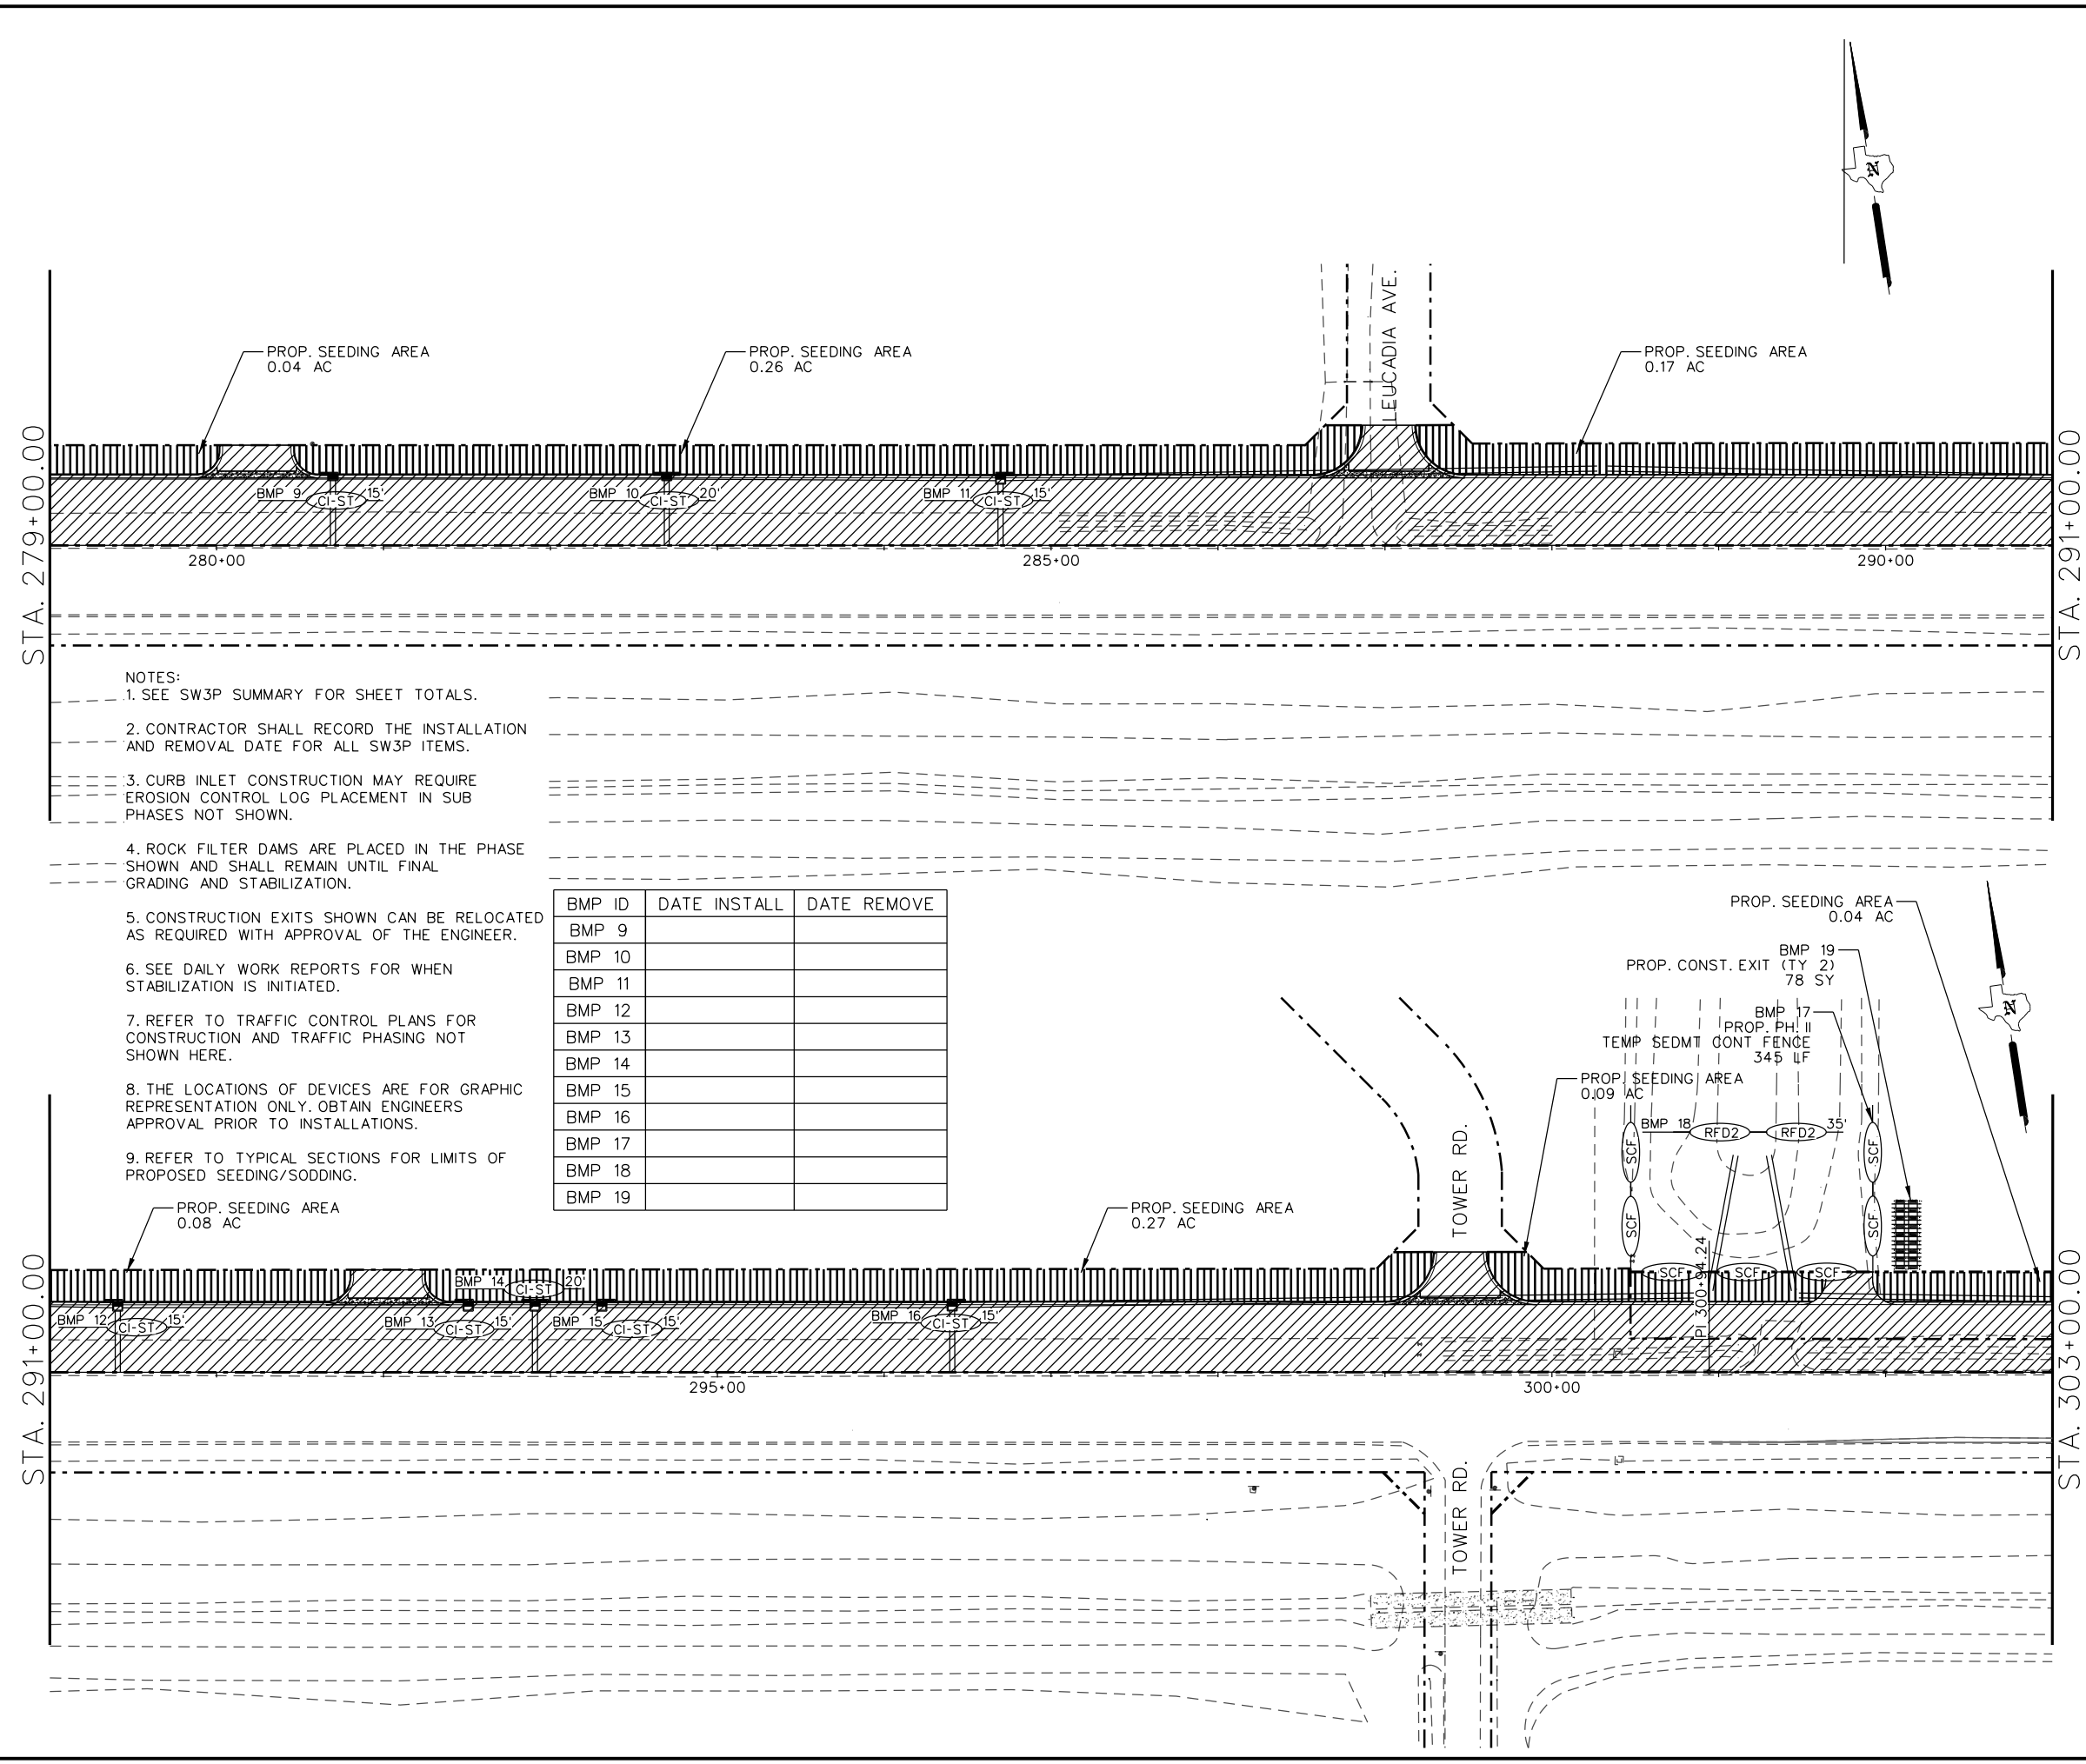 N
LEUCADIA AVE.
PROP. SEEDING AREA
0.04 AC
PROP. SEEDING AREA
0.26 AC
PROP. SEEDING AREA
0.17 AC
STA. 279+00.00
STA. 291+00.00
BMP 9 CI-ST 15'
BMP 10 CI-ST 20'
BMP 11 CI-ST 15'
280+00
285+00
290+00
NOTES:
1. SEE SW3P SUMMARY FOR SHEET TOTALS.
2. CONTRACTOR SHALL RECORD THE INSTALLATION
AND REMOVAL DATE FOR ALL SW3P ITEMS.
3. CURB INLET CONSTRUCTION MAY REQUIRE
EROSION CONTROL LOG PLACEMENT IN SUB
PHASES NOT SHOWN.
4. ROCK FILTER DAMS ARE PLACED IN THE PHASE
SHOWN AND SHALL REMAIN UNTIL FINAL
GRADING AND STABILIZATION.
5. CONSTRUCTION EXITS SHOWN CAN BE RELOCATED
AS REQUIRED WITH APPROVAL OF THE ENGINEER.
6. SEE DAILY WORK REPORTS FOR WHEN
STABILIZATION IS INITIATED.
7. REFER TO TRAFFIC CONTROL PLANS FOR
CONSTRUCTION AND TRAFFIC PHASING NOT
SHOWN HERE.
8. THE LOCATIONS OF DEVICES ARE FOR GRAPHIC
REPRESENTATION ONLY. OBTAIN ENGINEERS
APPROVAL PRIOR TO INSTALLATIONS.
9. REFER TO TYPICAL SECTIONS FOR LIMITS OF
PROPOSED SEEDING/SODDING.
BMP ID DATE INSTALL DATE REMOVE
BMP 9
BMP 10
BMP 11
BMP 12
BMP 13
BMP 14
BMP 15
BMP 16
BMP 17
BMP 18
BMP 19
PROP. SEEDING AREA
0.04 AC
BMP 19
PROP. CONST. EXIT (TY 2)
78 SY
N
BMP 17
PROP. PH. II
TEMP SEDMT CONT FENCE
345 LF
PROP. SEEDING AREA
0.09 AC
BMP 18 RFD2 RFD2 35'
SCF
SCF
SCF
SCF
TOWER RD.
PROP. SEEDING AREA
0.08 AC
PROP. SEEDING AREA
0.27 AC
STA. 291+00.00
STA. 303+00.00
SCF SCF SCF
PI 300+94.24
BMP 14 CI-ST 20'
BMP 12 CI-ST 15'
BMP 13 CI-ST 15'
BMP 15 CI-ST 15'
BMP 16 CI-ST 15'
295+00
300+00
TOWER RD.